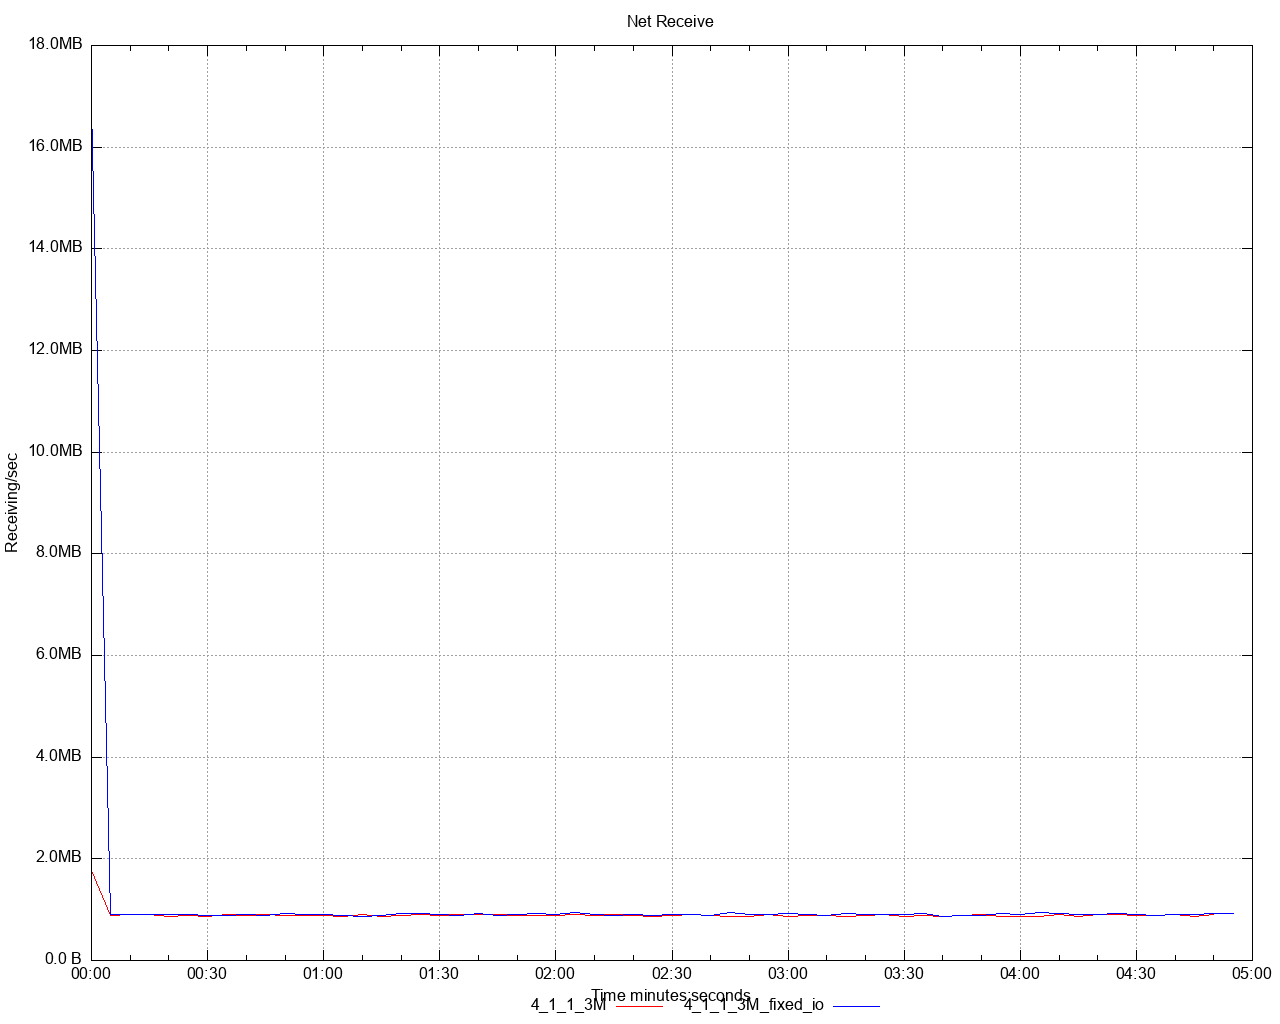 Net Receive
18.0MB
16.0MB
14.0MB
12.0MB
10.0MB
8.0MB
6.0MB
4.0MB
2.0MB
0.0 B
Receiving/sec
00:00 00:30 01:00 01:30 02:00 02:30 03:00 03:30 04:00 04:30 05:00
Time minutes:seconds
4_1_1_3M 4_1_1_3M_fixed_io